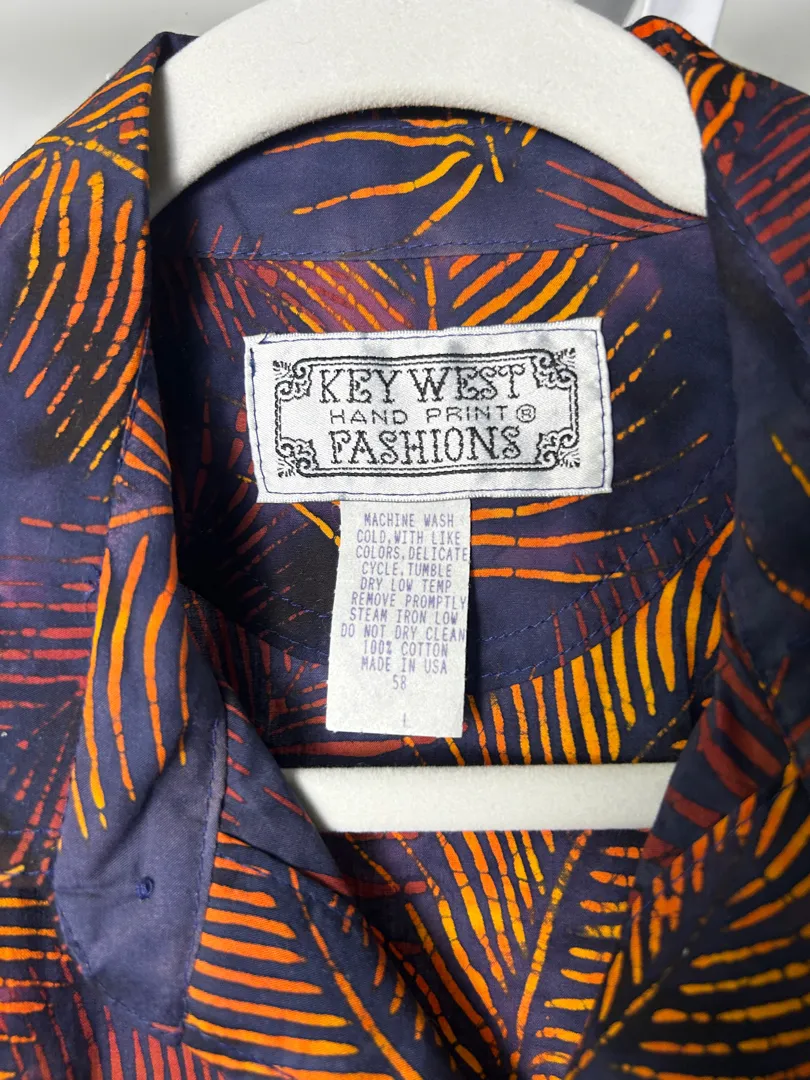 KEY WEST
HAND PRINT®
FASHIONS
MACHINE WASH
COLD,WITH LIKE
COLORS,DELICATE
CYCLE,TUMBLE
DRY LOW TEMP
REMOVE PROMPTLY
STEAM IRON LOW
DO NOT DRY CLEAN
100% COTTON
MADE IN USA
58
L